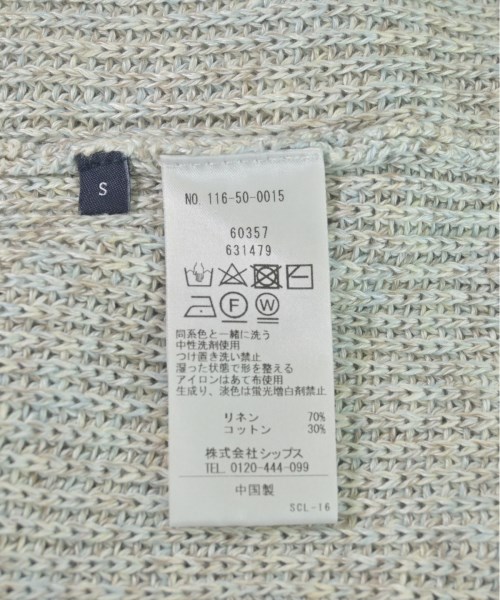 S
NO. 116-50-0015
60357
631479
F W
同系色と一緒に洗う
中性洗剤使用
つけ置き洗い禁止
湿った状態で形を整える
アイロンはあて布使用
生成り、淡色は蛍光増白剤禁止
リネン 70%
コットン 30%
株式会社シップス
TEL. 0120-444-099
中国製
SCL-16